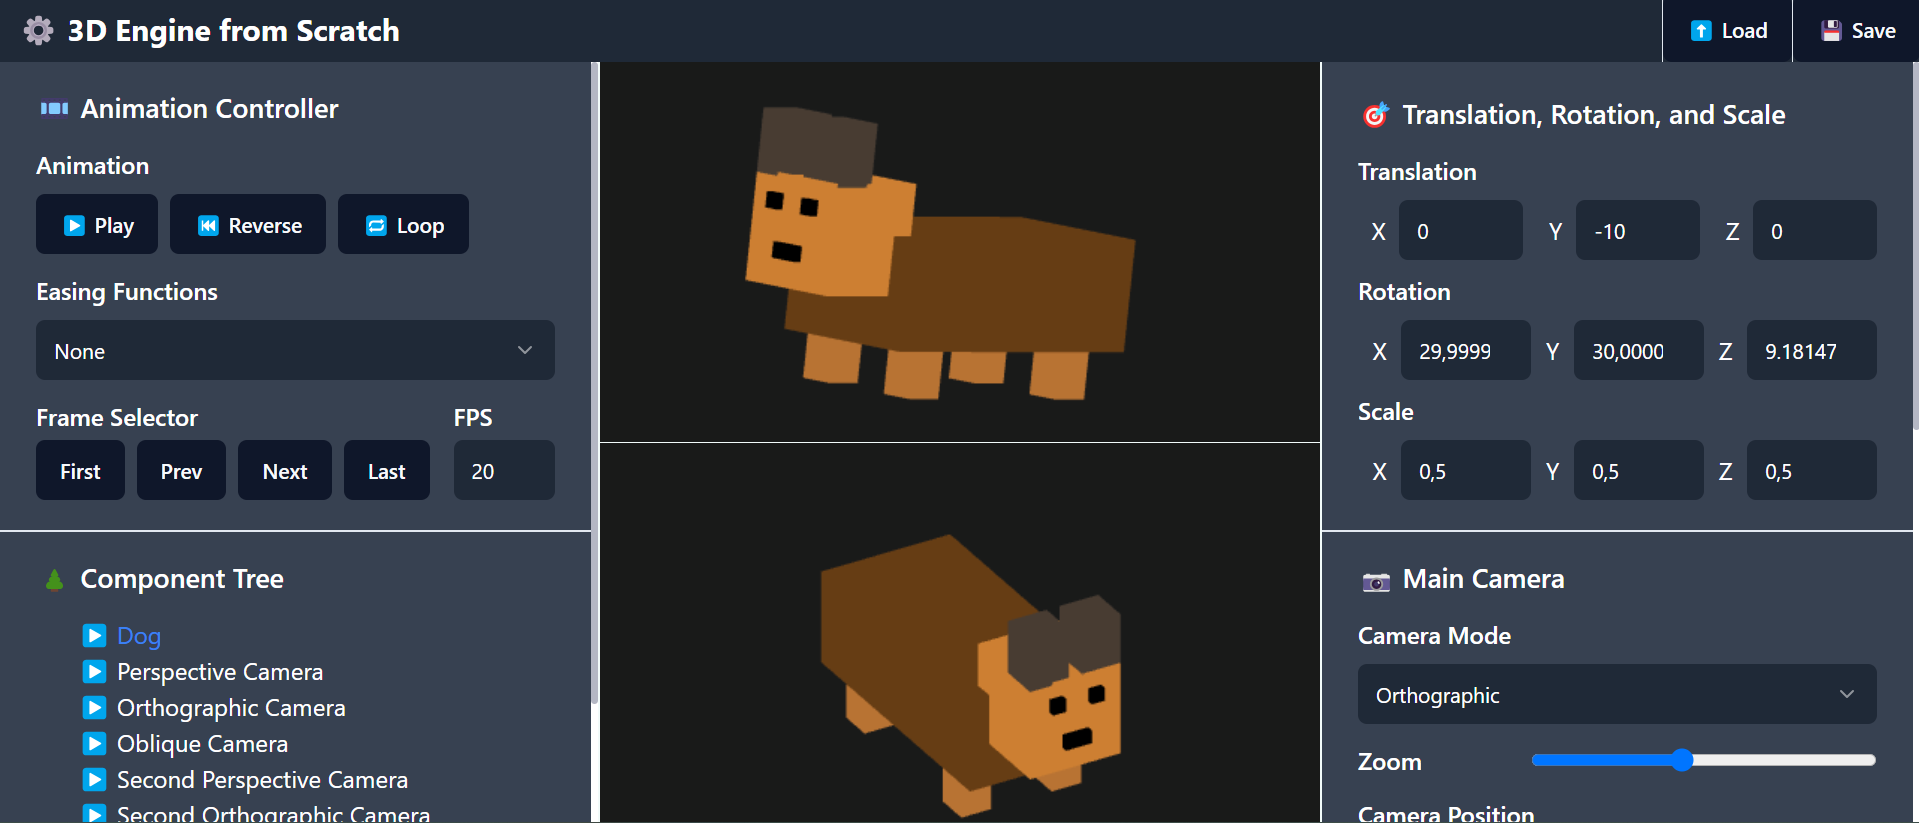 3D Engine from Scratch
Load
Save
Animation Controller
Animation
Play
Reverse
Loop
Easing Functions
None
Frame Selector
FPS
First
Prev
Next
Last
20
Component Tree
Dog
Perspective Camera
Orthographic Camera
Oblique Camera
Second Perspective Camera
Second Orthographic Camera
Translation, Rotation, and Scale
Translation
X 0 Y -10 Z 0
Rotation
X 29,9999 Y 30,0000 Z 9.18147
Scale
X 0,5 Y 0,5 Z 0,5
Main Camera
Camera Mode
Orthographic
Zoom
Camera Position